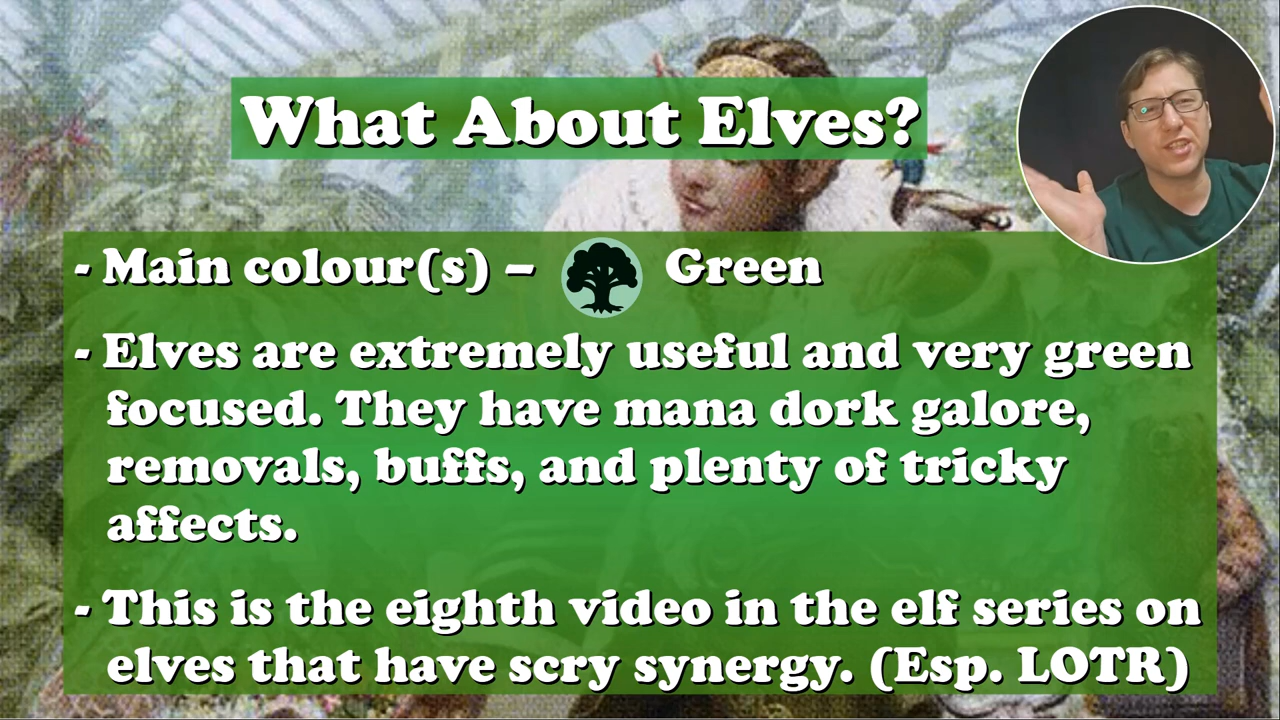 What About Elves?
- Main colour(s) – Green
- Elves are extremely useful and very green
focused. They have mana dork galore,
removals, buffs, and plenty of tricky
affects.
- This is the eighth video in the elf series on
elves that have scry synergy. (Esp. LOTR)